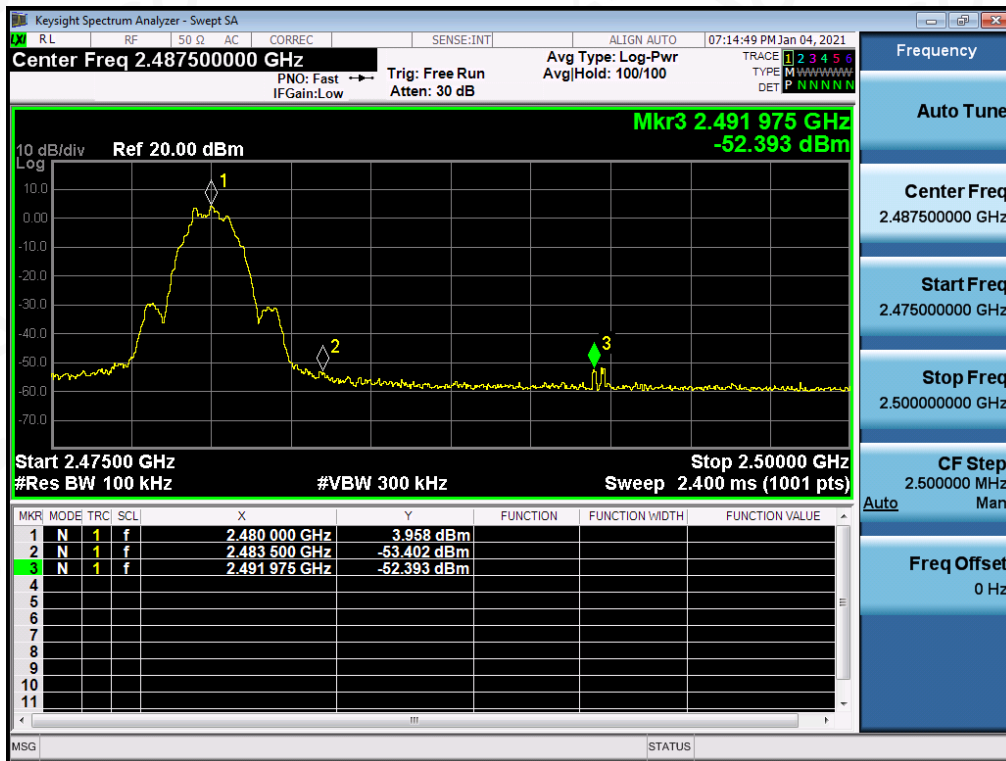 Keysight Spectrum Analyzer - Swept SA
LXI RL RF 50 Ω AC CORREC SENSE:INT ALIGN AUTO 07:14:49 PM Jan 04, 2021
Center Freq 2.487500000 GHz
PNO: Fast
IFGain:Low
Trig: Free Run
Atten: 30 dB
Avg Type: Log-Pwr
Avg|Hold: 100/100
TRACE 1 2 3 4 5 6
TYPE M WWWWW
DET P N N N N N
Mkr3 2.491 975 GHz
-52.393 dBm
10 dB/div Ref 20.00 dBm
Log
10.0
0.00
-10.0
-20.0
-30.0
-40.0
-50.0
-60.0
-70.0
1
2
3
Start 2.47500 GHz Stop 2.50000 GHz
#Res BW 100 kHz #VBW 300 kHz Sweep 2.400 ms (1001 pts)
MKR MODE TRC SCL X Y FUNCTION FUNCTION WIDTH FUNCTION VALUE
1 N 1 f 2.480 000 GHz 3.958 dBm
2 N 1 f 2.483 500 GHz -53.402 dBm
3 N 1 f 2.491 975 GHz -52.393 dBm
4
5
6
7
8
9
10
11
MSG STATUS
Frequency
Auto Tune
Center Freq
2.487500000 GHz
Start Freq
2.475000000 GHz
Stop Freq
2.500000000 GHz
CF Step
2.500000 MHz
Auto Man
Freq Offset
0 Hz